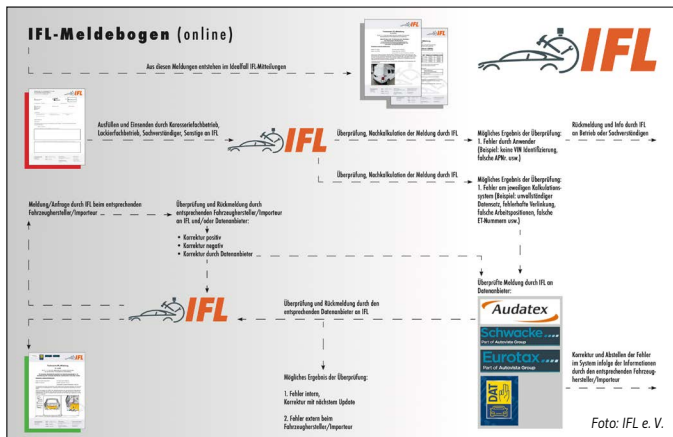 IFL-Meldebogen (online)
IFL
Aus diesen Meldungen entstehen im Idealfall IFL-Mitteilungen
Ausfüllen und Einsenden durch Karosseriefachbetrieb,
Lackierfachbetrieb, Sachverständiger, Sonstige an IFL
IFL
Überprüfung, Nachkalkulation der Meldung durch IFL
Mögliches Ergebnis der Überprüfung:
1. Fehler durch Anwender
(Beispiel: keine VIN Identifizierung,
falsche APNr. usw.)
Rückmeldung und Info durch IFL
an Betrieb oder Sachverständigen
Überprüfung, Nachkalkulation der Meldung durch IFL
Mögliches Ergebnis der Überprüfung:
1. Fehler am jeweiligen Kalkulations-
system (Beispiel: unvollständiger
Datensatz, fehlerhafte Verlinkung,
falsche Arbeitspositionen, falsche
ET-Nummern usw.)
Meldung/Anfrage durch IFL beim entsprechenden
Fahrzeughersteller/Importeur
Überprüfung und Rückmeldung durch
entsprechenden Fahrzeughersteller/Importeur
an IFL und/oder Datenanbieter:
• Korrektur positiv
• Korrektur negativ
• Korrektur durch Datenanbieter
Überprüfte Meldung durch IFL an
Datenanbieter:
IFL
Überprüfung und Rückmeldung durch den
entsprechenden Datenanbieter an IFL
Audatex
Schwacke
Part of Autovista Group
Eurotax
Part of Autovista Group
DAT
Korrektur und Abstellen der Fehler
im System infolge der Informationen
durch den entsprechenden Fahrzeug-
hersteller/Importeur
Mögliches Ergebnis der Überprüfung:
1. Fehler intern,
Korrektur mit nächstem Update
2. Fehler extern beim
Fahrzeughersteller/Importeur
Foto: IFL e. V.